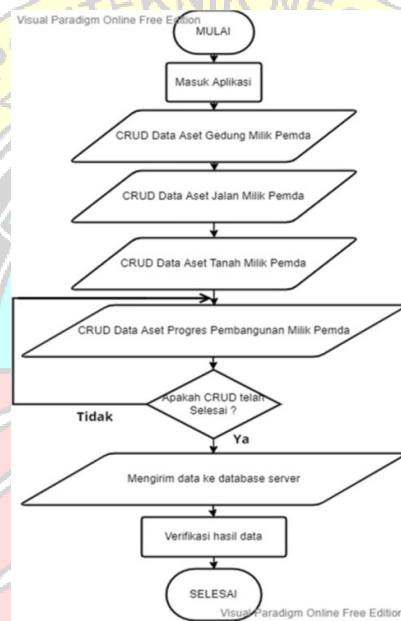 Visual Paradigm Online Free Edition
MULAI
Masuk Aplikasi
CRUD Data Aset Gedung Milik Pemda
CRUD Data Aset Jalan Milik Pemda
CRUD Data Aset Tanah Milik Pemda
CRUD Data Aset Progres Pembangunan Milik Pemda
Apakah CRUD telah
Selesai ?
Tidak
Ya
Mengirim data ke database server
Verifikasi hasil data
SELESAI
Visual Paradigm Online Free Edition